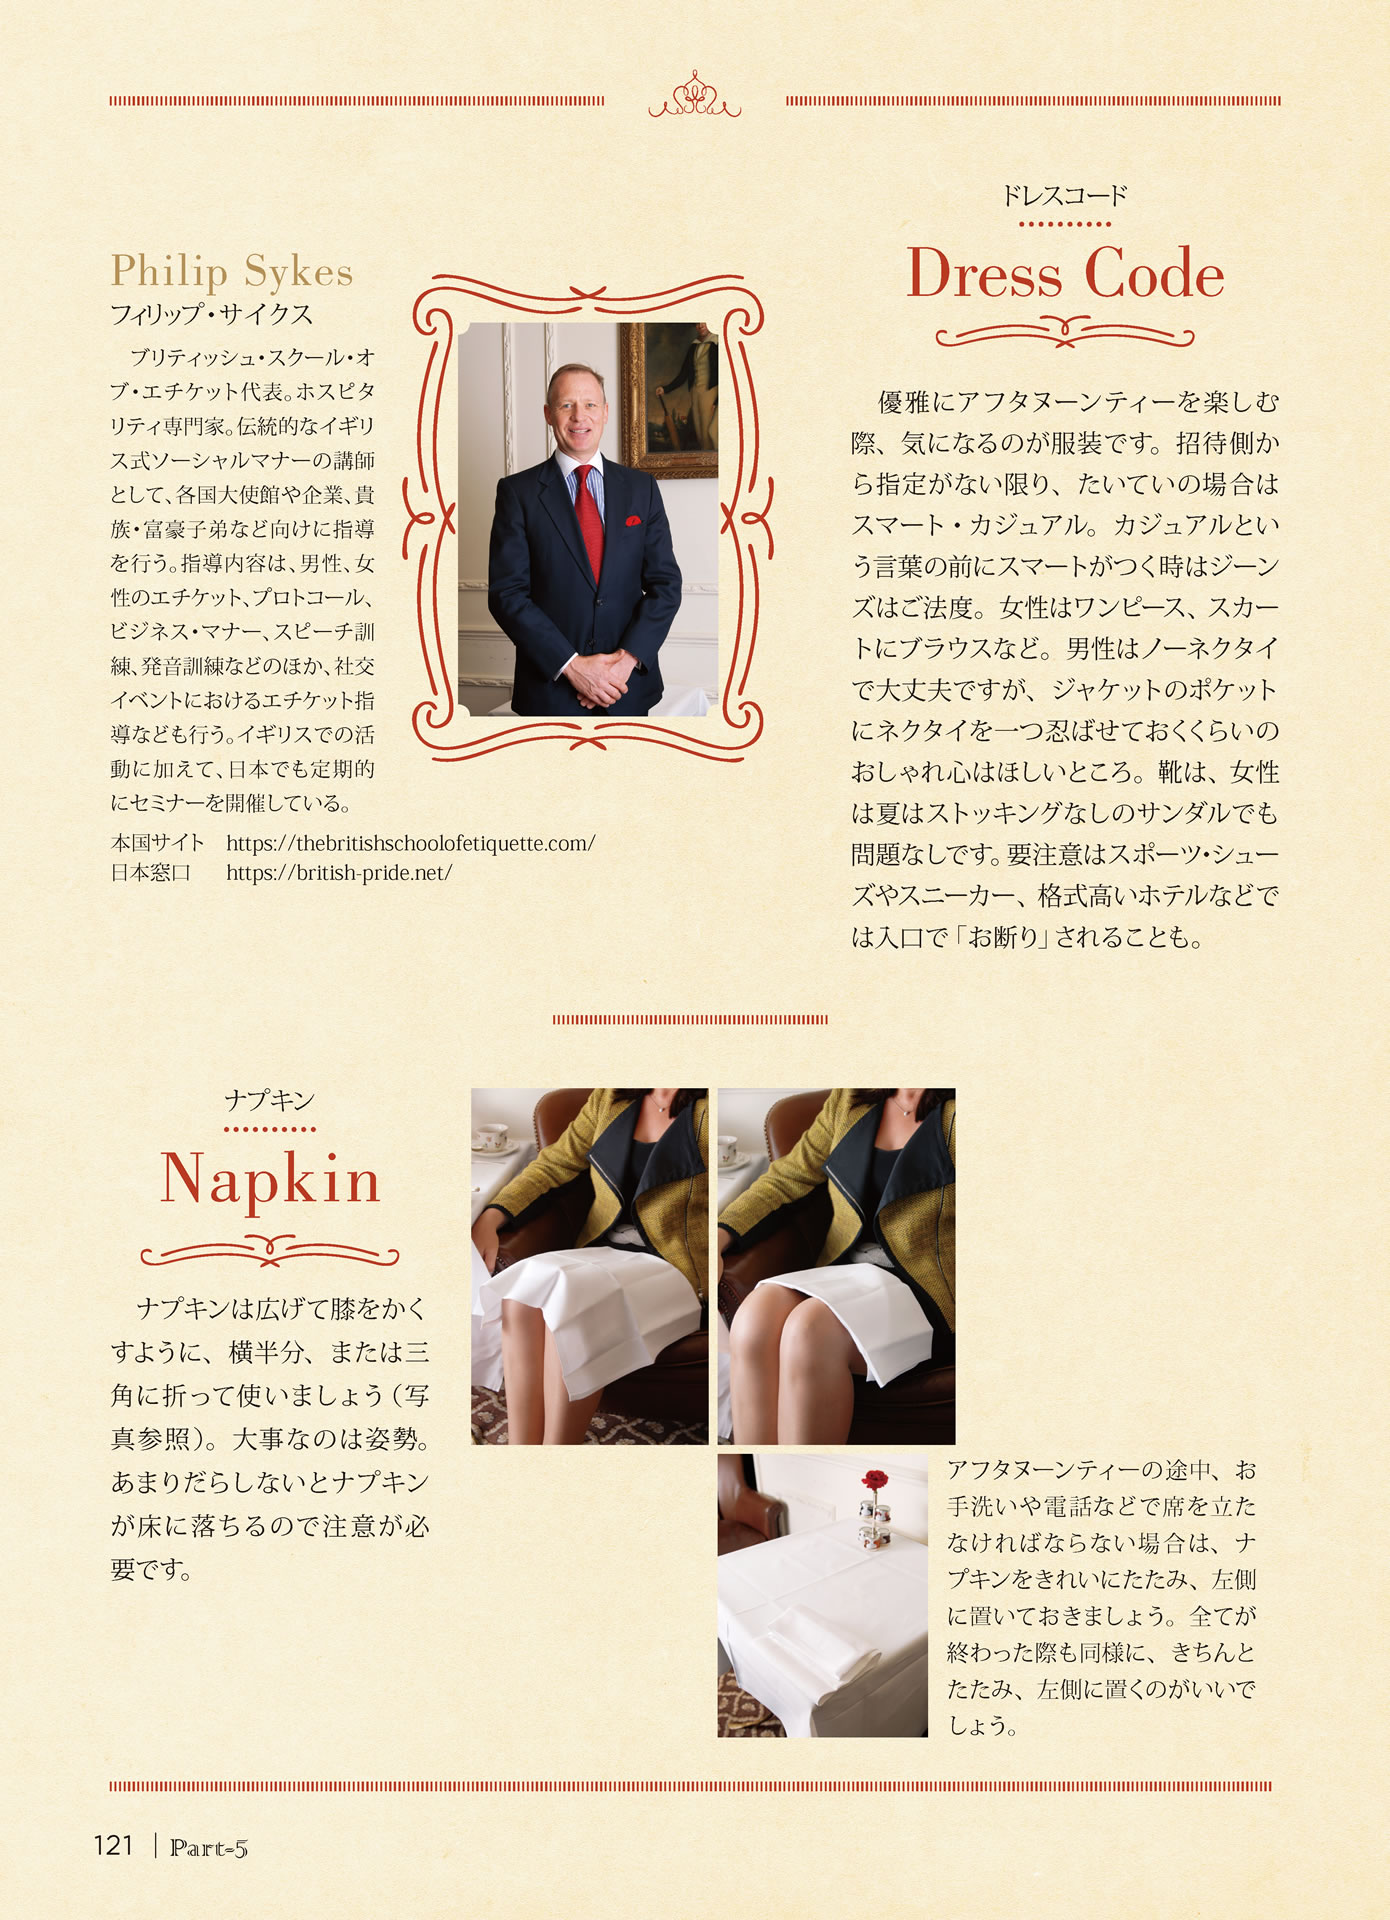 Philip Sykes
フィリップ・サイクス
ブリティッシュ・スクール・オ
ブ・エチケット代表。ホスピタ
リティ専門家。伝統的なイギリ
ス式ソーシャルマナーの講師
として、各国大使館や企業、貴
族・富豪子弟など向けに指導
を行う。指導内容は、男性、女
性のエチケット、プロトコール、
ビジネス・マナー、スピーチ訓
練、発音訓練などのほか、社交
イベントにおけるエチケット指
導なども行う。イギリスでの活
動に加えて、日本でも定期的
にセミナーを開催している。
本国サイト https://thebritishschoolofetiquette.com/
日本窓口 https://british-pride.net/
ドレスコード
Dress Code
優雅にアフタヌーンティーを楽しむ
際、気になるのが服装です。招待側か
ら指定がない限り、たいていの場合は
スマート・カジュアル。カジュアルとい
う言葉の前にスマートがつく時はジーン
ズはご法度。女性はワンピース、スカー
トにブラウスなど。男性はノーネクタイ
で大丈夫ですが、ジャケットのポケット
にネクタイを一つ忍ばせておくくらいの
おしゃれ心はほしいところ。靴は、女性
は夏はストッキングなしのサンダルでも
問題なしです。要注意はスポーツ・シュー
ズやスニーカー、格式高いホテルなどで
は入口で「お断り」されることも。
ナプキン
Napkin
ナプキンは広げて膝をかく
すように、横半分、または三
角に折って使いましょう（写
真参照）。大事なのは姿勢。
あまりだらしないとナプキン
が床に落ちるので注意が必
要です。
アフタヌーンティーの途中、お
手洗いや電話などで席を立た
なければならない場合は、ナ
プキンをきれいにたたみ、左側
に置いておきましょう。全てが
終わった際も同様に、きちんと
たたみ、左側に置くのがいいで
しょう。
121 | Part-5